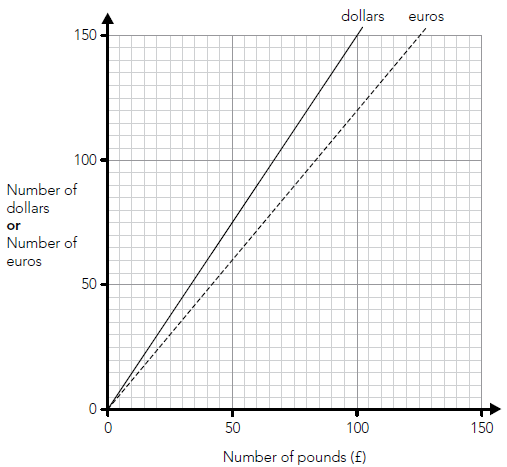 dollars euros
150
100
Number of
dollars
or
Number of
euros
50
0
0 50 100 150
Number of pounds (£)